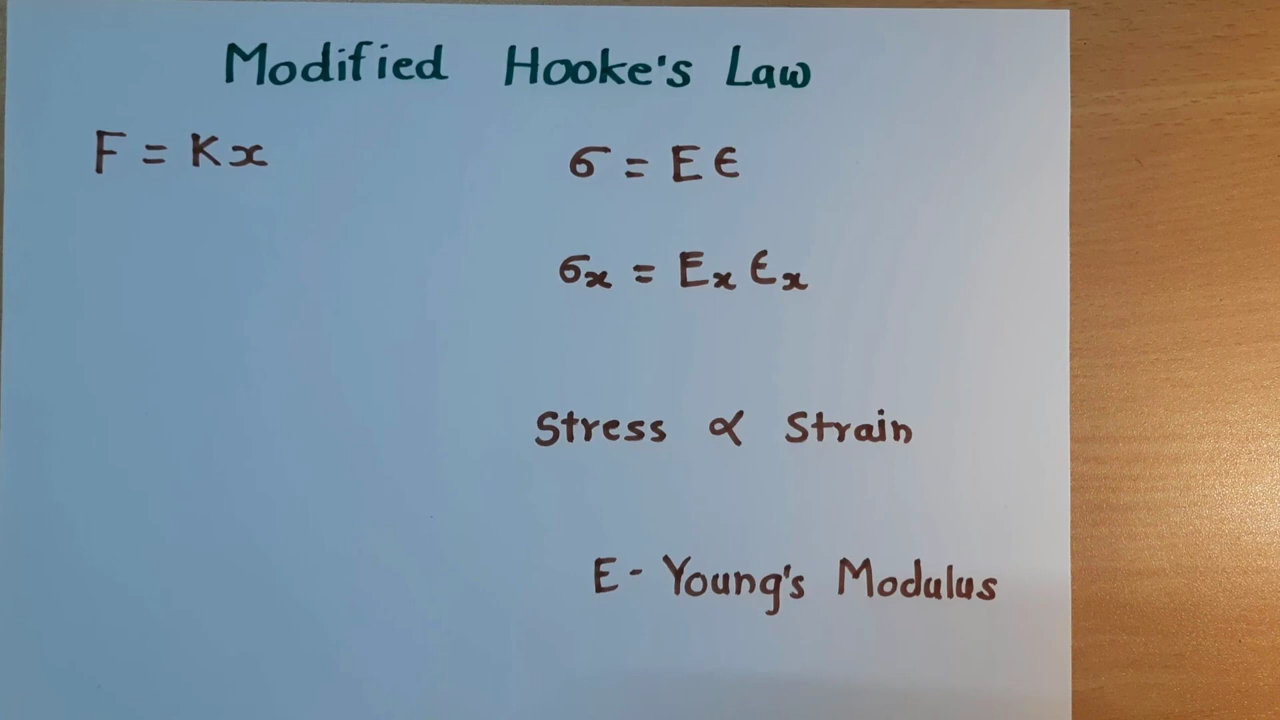 Modified Hooke's Law
F = Kx
σ = Eϵ
σx = Ex ϵx
Stress ∝ Strain
E - Young's Modulus